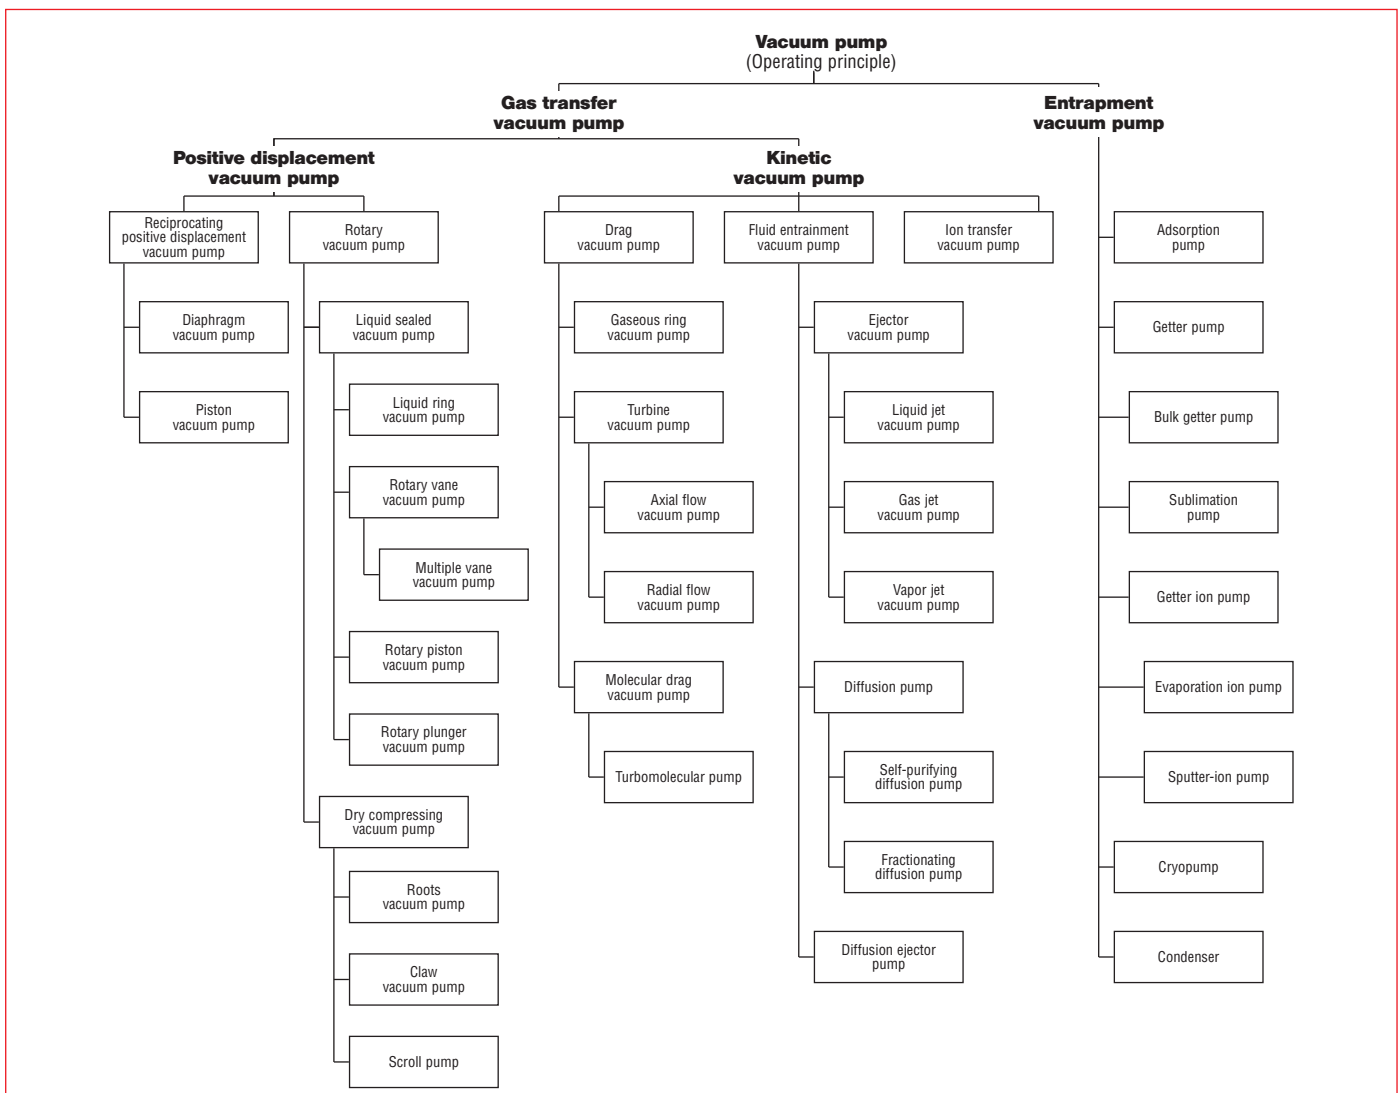 Vacuum pump
(Operating principle)
Gas transfer
vacuum pump
Entrapment
vacuum pump
Positive displacement
vacuum pump
Kinetic
vacuum pump
Reciprocating
positive displacement
vacuum pump
Rotary
vacuum pump
Drag
vacuum pump
Fluid entrainment
vacuum pump
Ion transfer
vacuum pump
Adsorption
pump
Diaphragm
vacuum pump
Liquid sealed
vacuum pump
Gaseous ring
vacuum pump
Ejector
vacuum pump
Getter pump
Piston
vacuum pump
Liquid ring
vacuum pump
Turbine
vacuum pump
Liquid jet
vacuum pump
Bulk getter pump
Rotary vane
vacuum pump
Axial flow
vacuum pump
Gas jet
vacuum pump
Sublimation
pump
Multiple vane
vacuum pump
Radial flow
vacuum pump
Vapor jet
vacuum pump
Getter ion pump
Rotary piston
vacuum pump
Molecular drag
vacuum pump
Diffusion pump
Evaporation ion pump
Rotary plunger
vacuum pump
Turbomolecular pump
Self-purifying
diffusion pump
Sputter-ion pump
Dry compressing
vacuum pump
Fractionating
diffusion pump
Cryopump
Roots
vacuum pump
Diffusion ejector
pump
Condenser
Claw
vacuum pump
Scroll pump